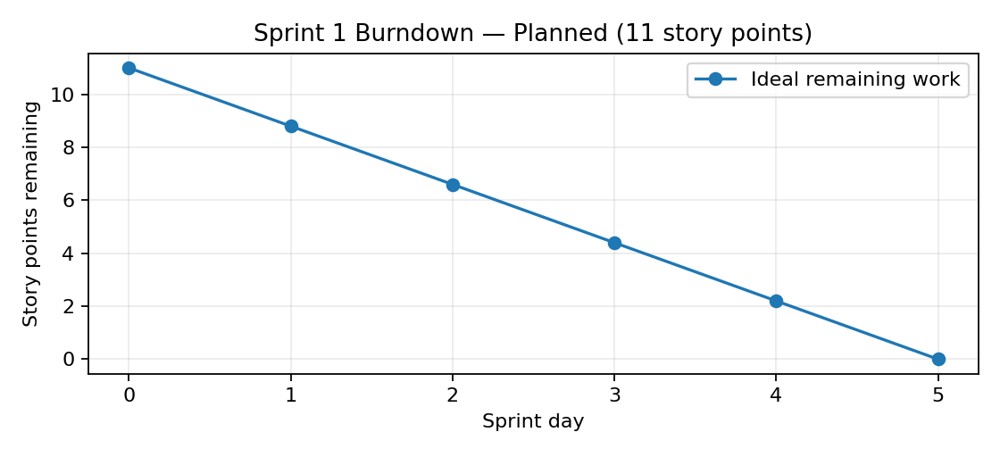 Sprint 1 Burndown — Planned (11 story points)
Ideal remaining work
Story points remaining
10
8
6
4
2
0
0 1 2 3 4 5
Sprint day